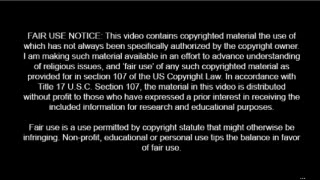 FAIR USE NOTICE: This video contains copyrighted material the use of
which has not always been specifically authorized by the copyright owner.
I am making such material available in an effort to advance understanding
of religious issues, and 'fair use' of any such copyrighted material as
provided for in section 107 of the US Copyright Law. In accordance with
Title 17 U.S.C. Section 107, the material in this video is distributed
without profit to those who have expressed a prior interest in receiving the
included information for research and educational purposes.
Fair use is a use permitted by copyright statute that might otherwise be
infringing. Non-profit, educational or personal use tips the balance in favor
of fair use.